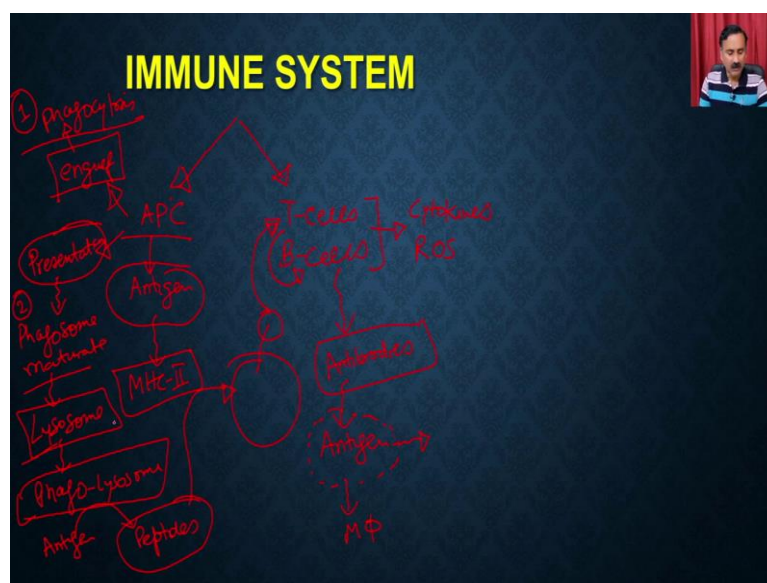 IMMUNE SYSTEM
1 Phagocytosis
engulf
APC
T-cells
Cytokines
B-cells
ROS
Presentation
Antigen
2
Phagosome
maturate
Antibodies
MHC-II
Lysosome
Antigen
Phago-lysosome
Antige
Peptides
MΦ